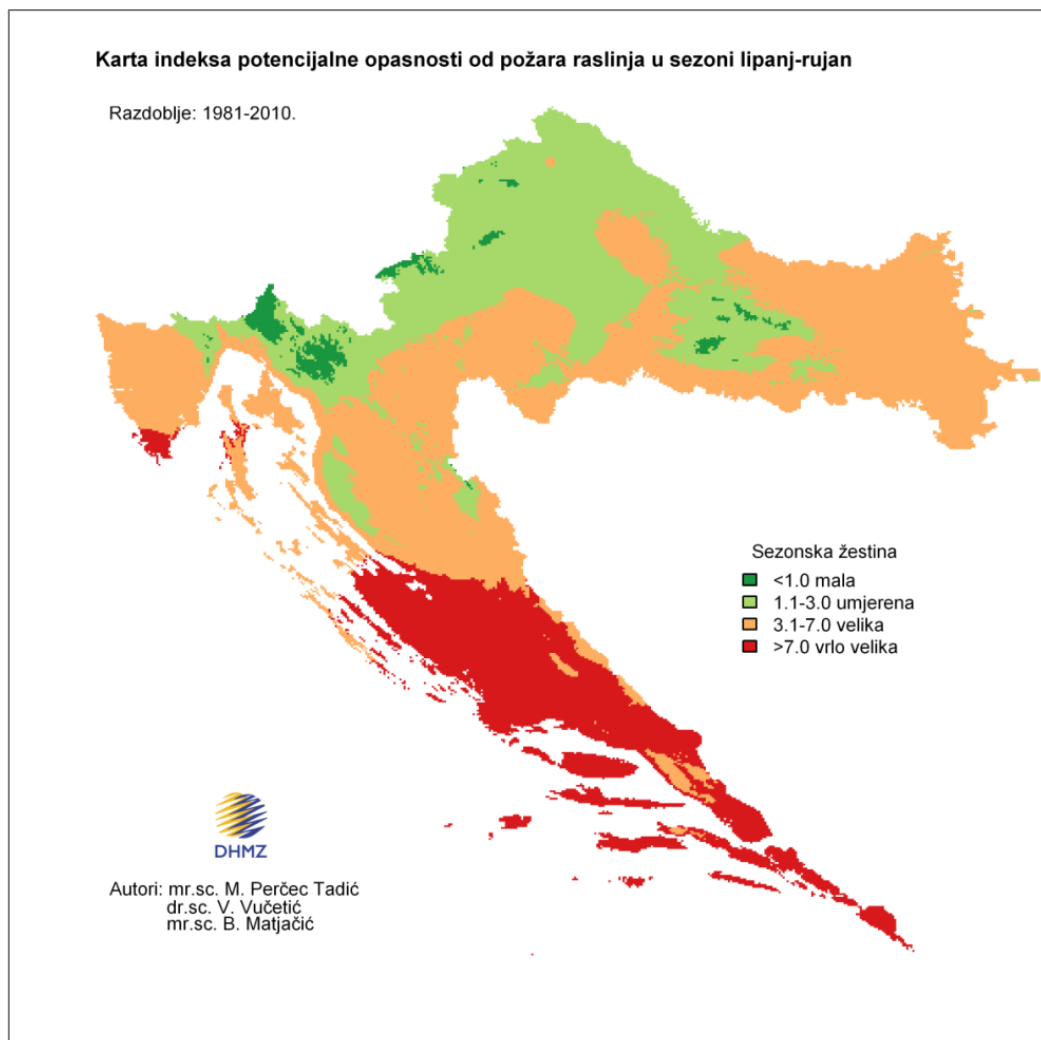 Karta indeksa potencijalne opasnosti od požara raslinja u sezoni lipanj-rujan
Razdoblje: 1981-2010.
Sezonska žestina
<1.0 mala
1.1-3.0 umjerena
3.1-7.0 velika
>7.0 vrlo velika
DHMZ
Autori: mr.sc. M. Perčec Tadić
dr.sc. V. Vučetić
mr.sc. B. Matjačić